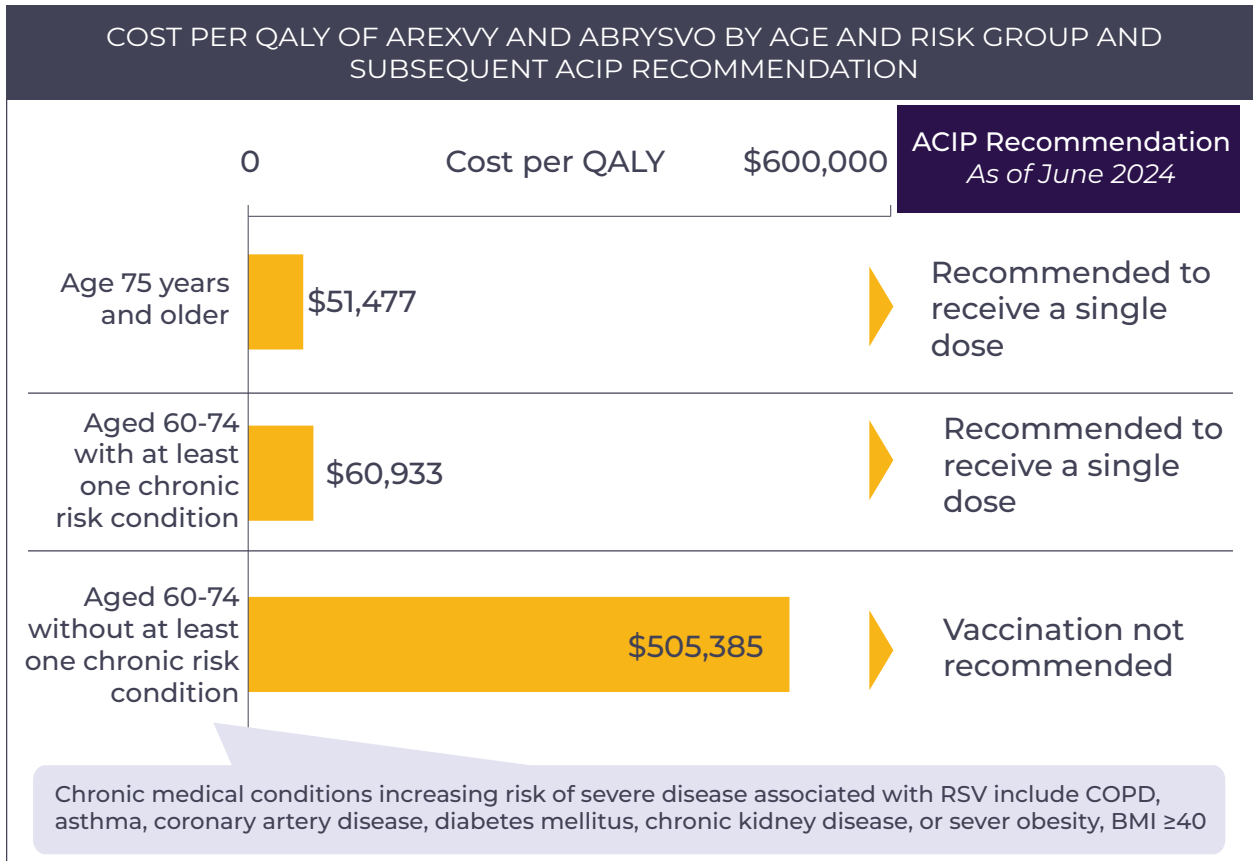 COST PER QALY OF AREXVY AND ABRYSVO BY AGE AND RISK GROUP AND
SUBSEQUENT ACIP RECOMMENDATION
0
Cost per QALY
$600,000
ACIP Recommendation
As of June 2024
Age 75 years
and older
$51,477
Recommended to
receive a single
dose
Aged 60-74
with at least
one chronic
risk condition
$60,933
Recommended to
receive a single
dose
Aged 60-74
without at least
one chronic risk
condition
$505,385
Vaccination not
recommended
Chronic medical conditions increasing risk of severe disease associated with RSV include COPD,
asthma, coronary artery disease, diabetes mellitus, chronic kidney disease, or sever obesity, BMI ≥40